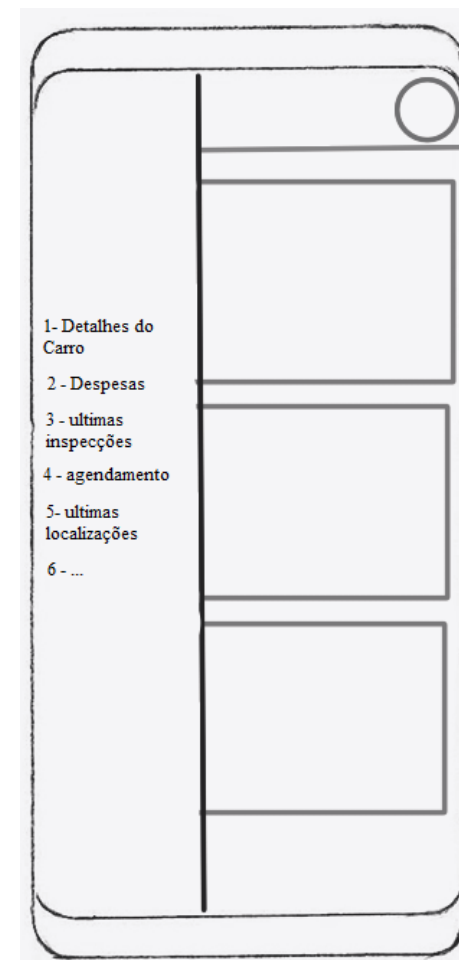 1- Detalhes do
Carro
2 - Despesas
3 - ultimas
inspecções
4 - agendamento
5- ultimas
localizações
6 - ...